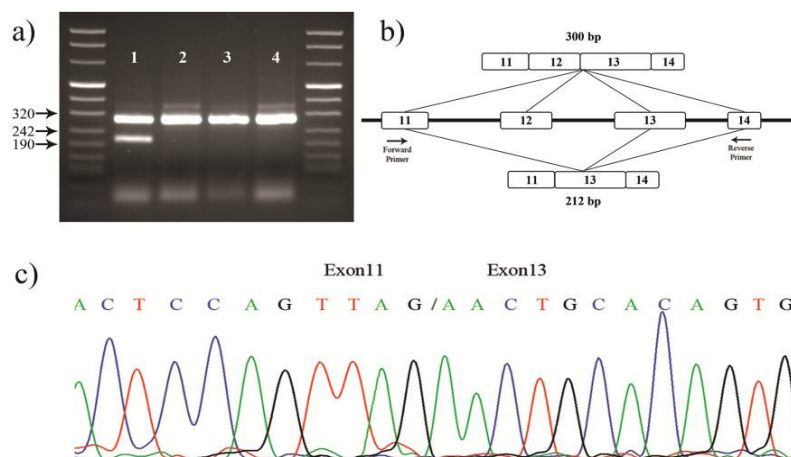 a)
1 2 3 4
320
242
190
b)
300 bp
11 12 13 14
11 12 13 14
Forward
Primer
Reverse
Primer
11 13 14
212 bp
c)
Exon11 Exon13
A C T C C A G T T A G / A A C T G C A C A G T G